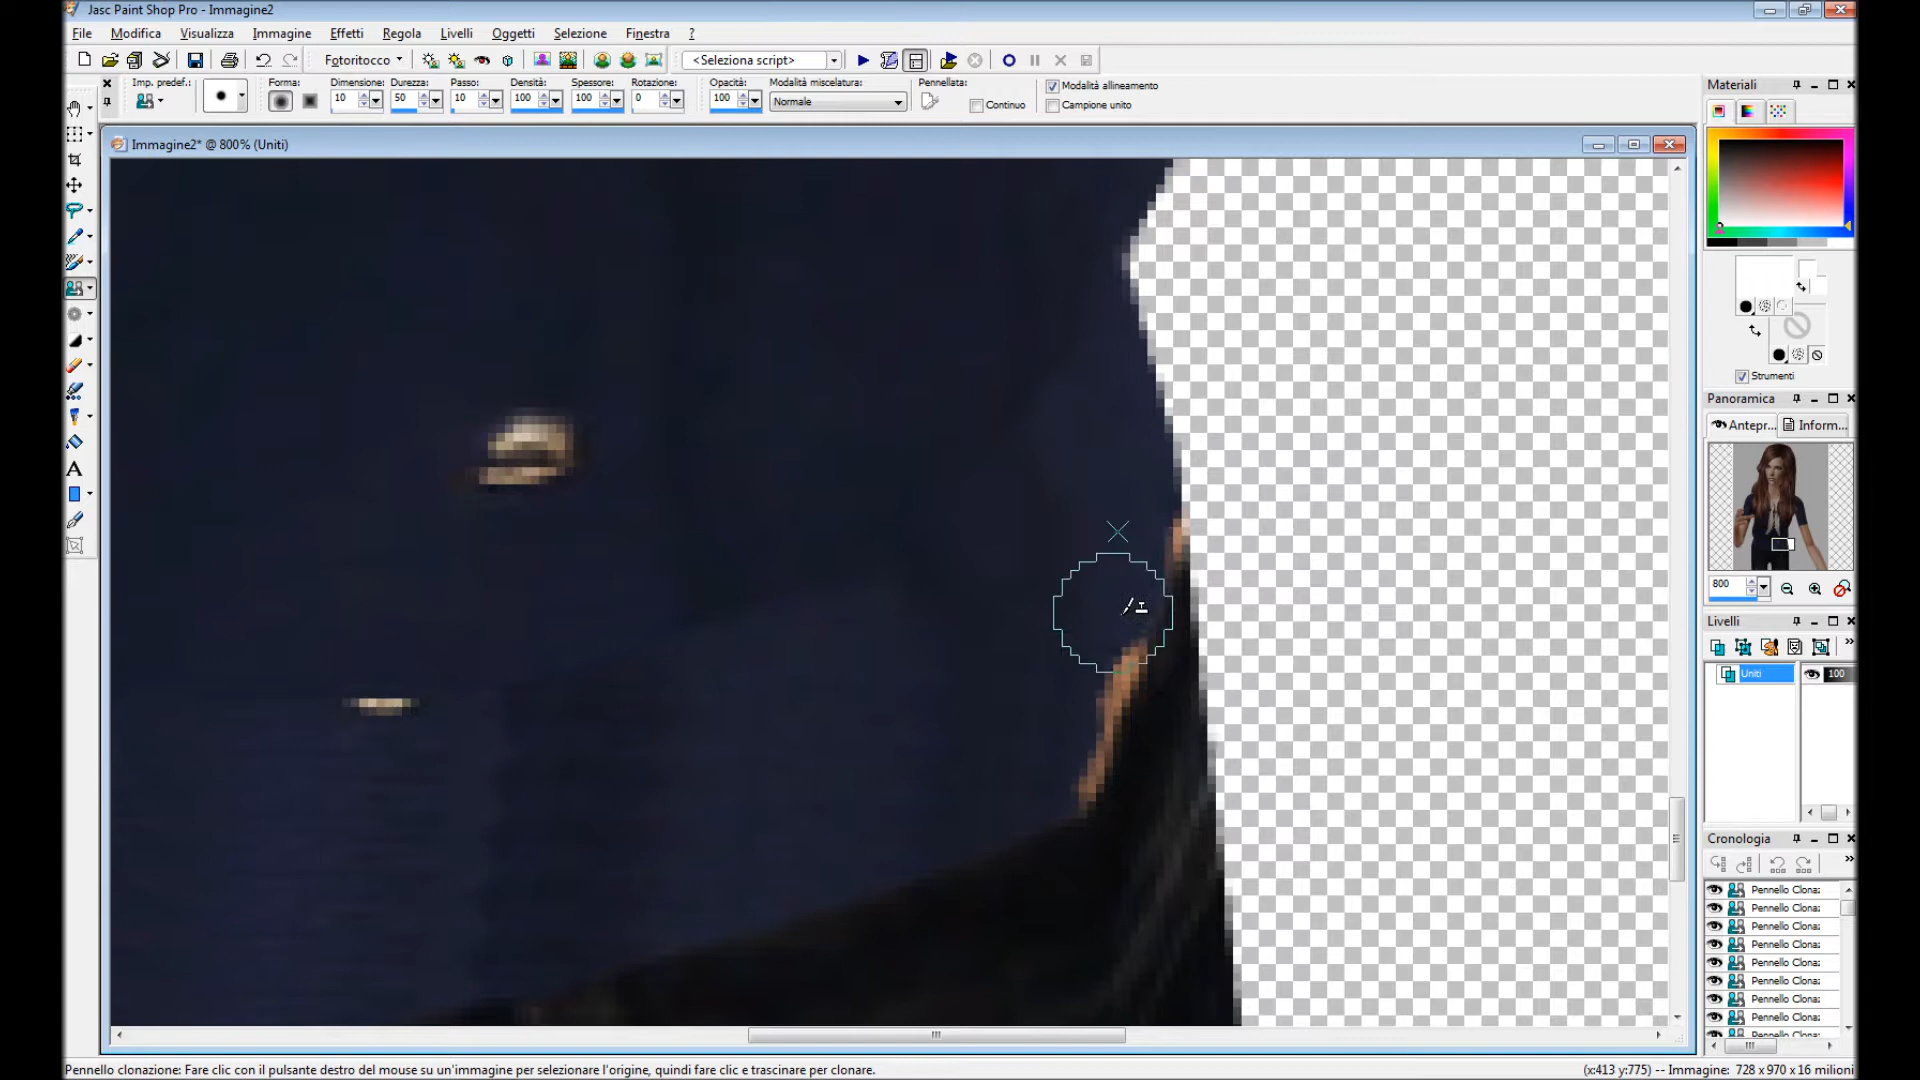 Jasc Paint Shop Pro - Immagine2
File Modifica Visualizza Immagine Effetti Regola Livelli Oggetti Selezione Finestra ?
Fotoritocco <Seleziona script>
Imp. predef.: Forma: Dimensione: Durezza: Passo: Densità: Spessore: Rotazione: Opacità: Modalità miscelatura: Pennellata: Modalità allineamento
10 50 10 100 100 0 100 Normale Continuo Campione unito
Materiali
Immagine2* @ 800% (Uniti)
Strumenti
Panoramica
Antepr... Inform...
800
Livelli
Uniti 100
Cronologia
Pennello Clona:
Pennello Clona:
Pennello Clona:
Pennello Clona:
Pennello Clona:
Pennello Clona:
Pennello Clona:
Pennello Clona:
Pennello clonazione: Fare clic con il pulsante destro del mouse su un'immagine per selezionare l'origine, quindi fare clic e trascinare per clonare.
(x:413 y:775) -- Immagine: 728 x 970 x 16 milioni